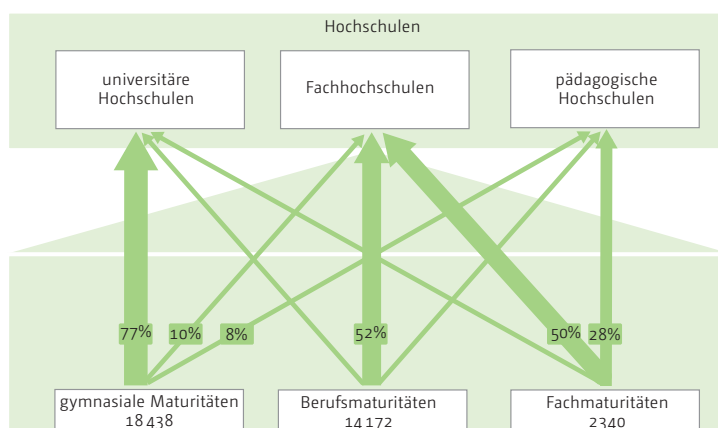 Hochschulen
universitäre
Hochschulen
Fachhochschulen
pädagogische
Hochschulen
77%
10%
8%
52%
50%
28%
gymnasiale Maturitäten
18 438
Berufsmaturitäten
14 172
Fachmaturitäten
2340